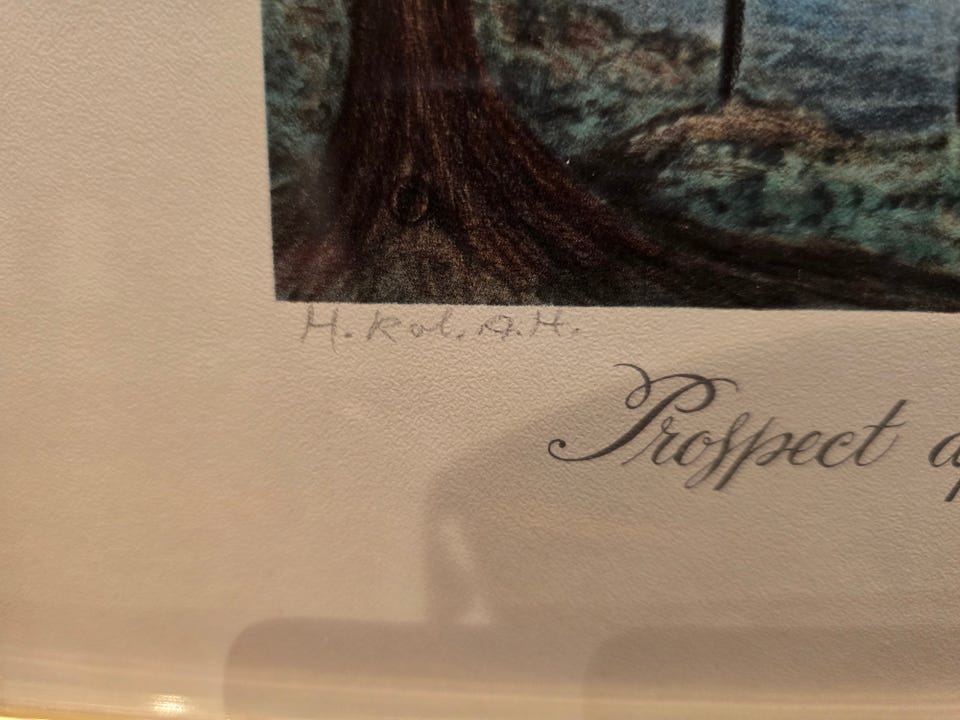 H. Kol. A.H.
Prospect